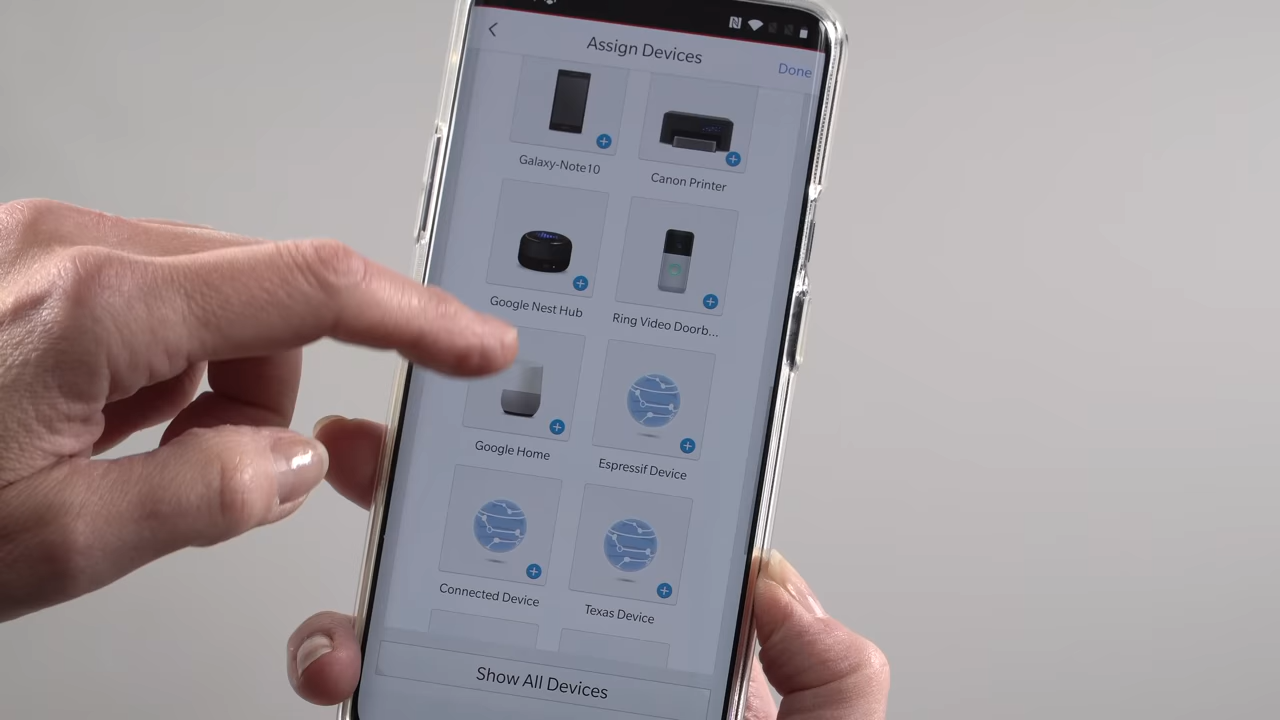 Assign Devices
Done
Galaxy-Note10
Canon Printer
Google Nest Hub
Ring Video Doorb...
Google Home
Espressif Device
Connected Device
Texas Device
Show All Devices